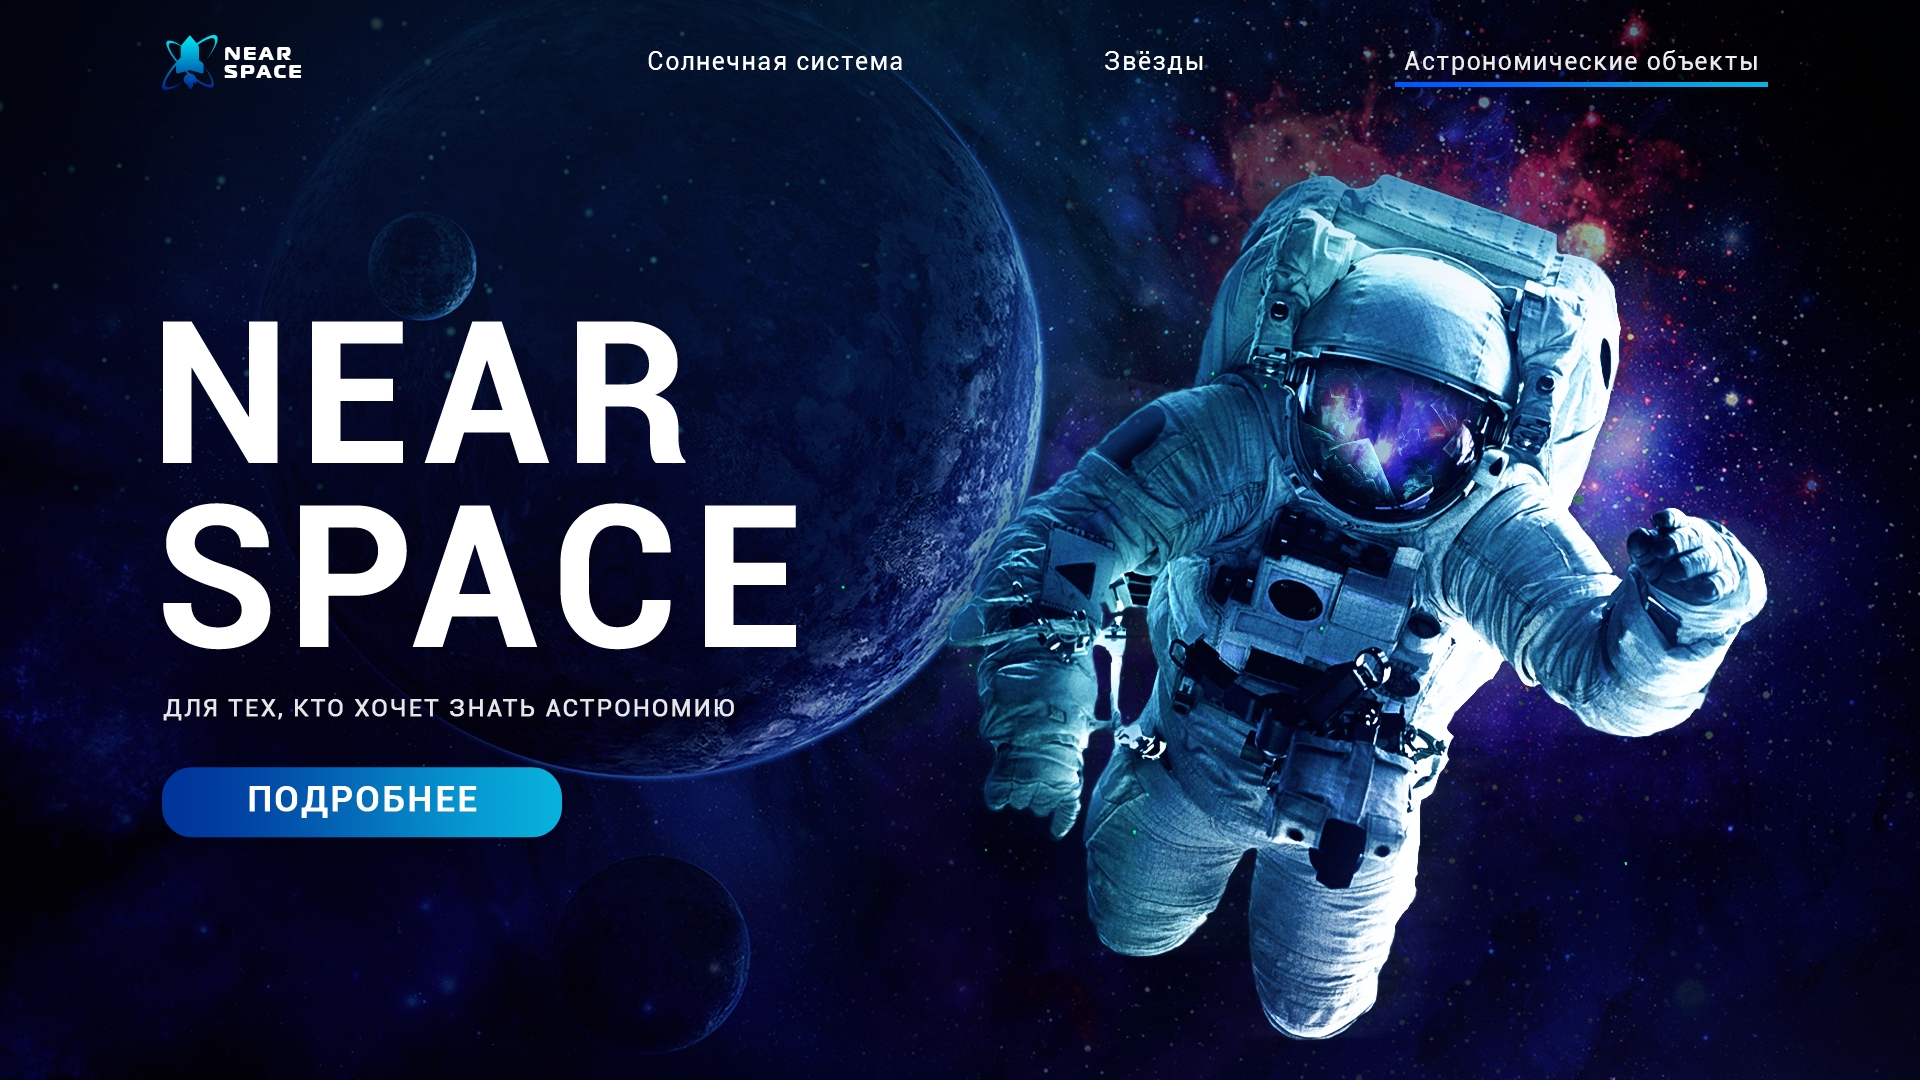 NEAR
SPACE
Солнечная система
Звёзды
Астрономические объекты
NEAR
SPACE
ДЛЯ ТЕХ, КТО ХОЧЕТ ЗНАТЬ АСТРОНОМИЮ
ПОДРОБНЕЕ